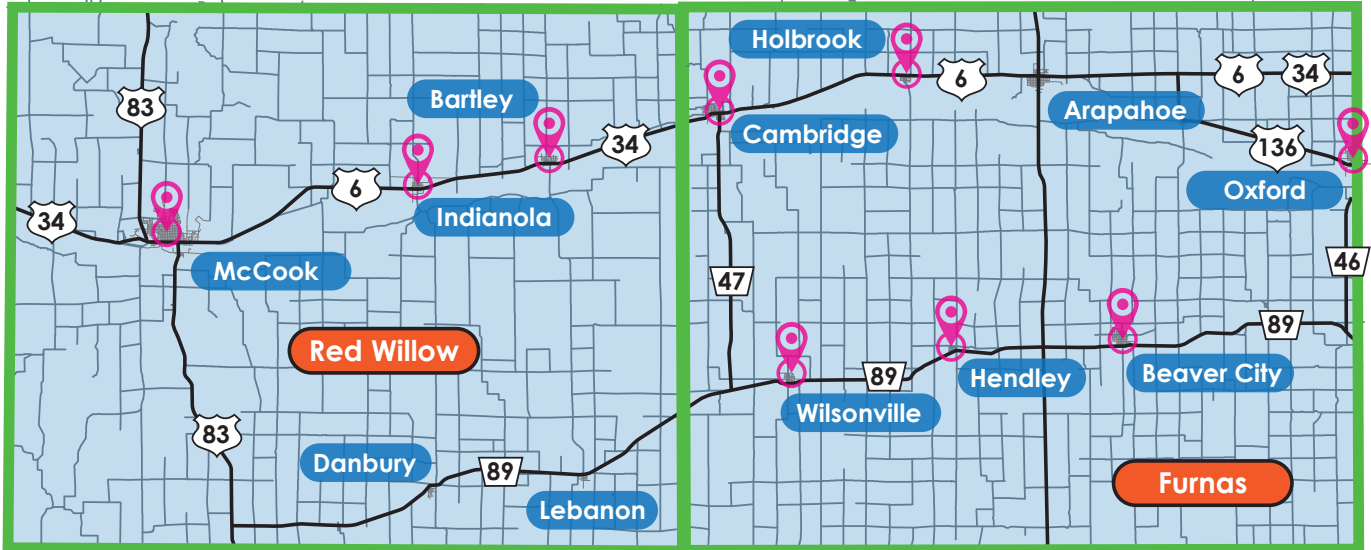 Holbrook
83
Bartley
6
6
34
Arapahoe
Cambridge
34
136
6
Oxford
34
Indianola
McCook
47
46
Red Willow
89
89
Hendley
Beaver City
Wilsonville
83
Danbury
89
Furnas
Lebanon